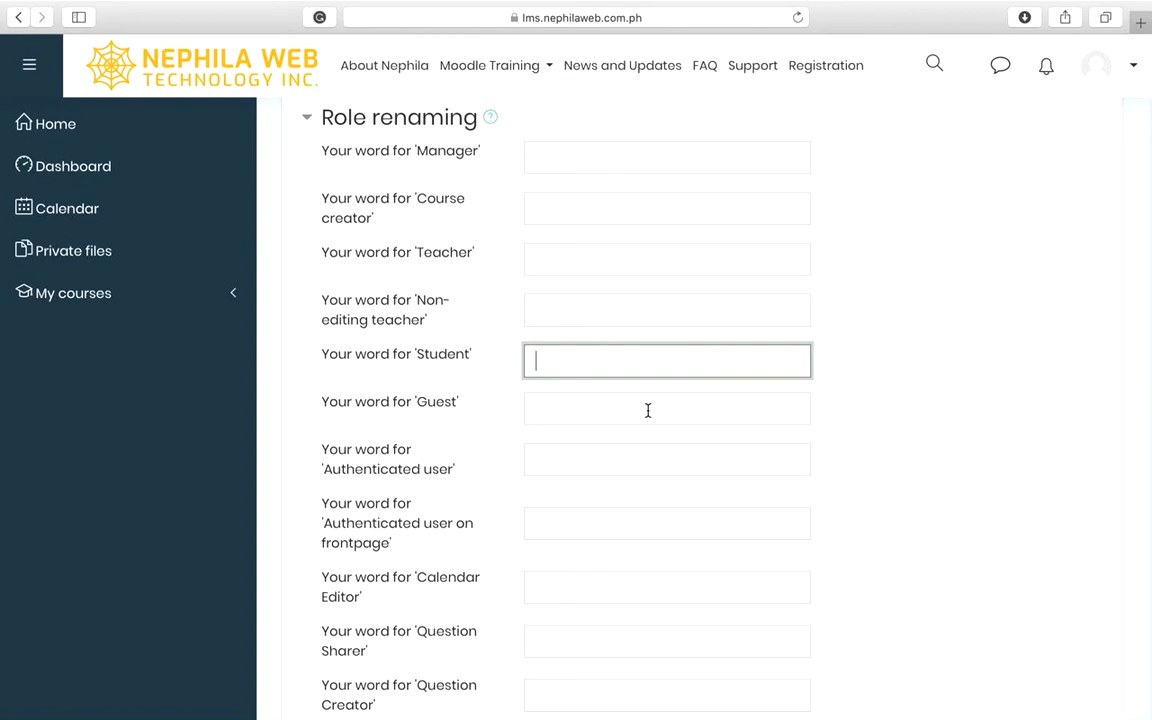 lms.nephilaweb.com.ph
NEPHILA WEB
TECHNOLOGY INC.
About Nephila
Moodle Training
News and Updates
FAQ
Support
Registration
Home
Dashboard
Calendar
Private files
My courses
Role renaming
Your word for 'Manager'
Your word for 'Course
creator'
Your word for 'Teacher'
Your word for 'Non-
editing teacher'
Your word for 'Student'
Your word for 'Guest'
Your word for
'Authenticated user'
Your word for
'Authenticated user on
frontpage'
Your word for 'Calendar
Editor'
Your word for 'Question
Sharer'
Your word for 'Question
Creator'